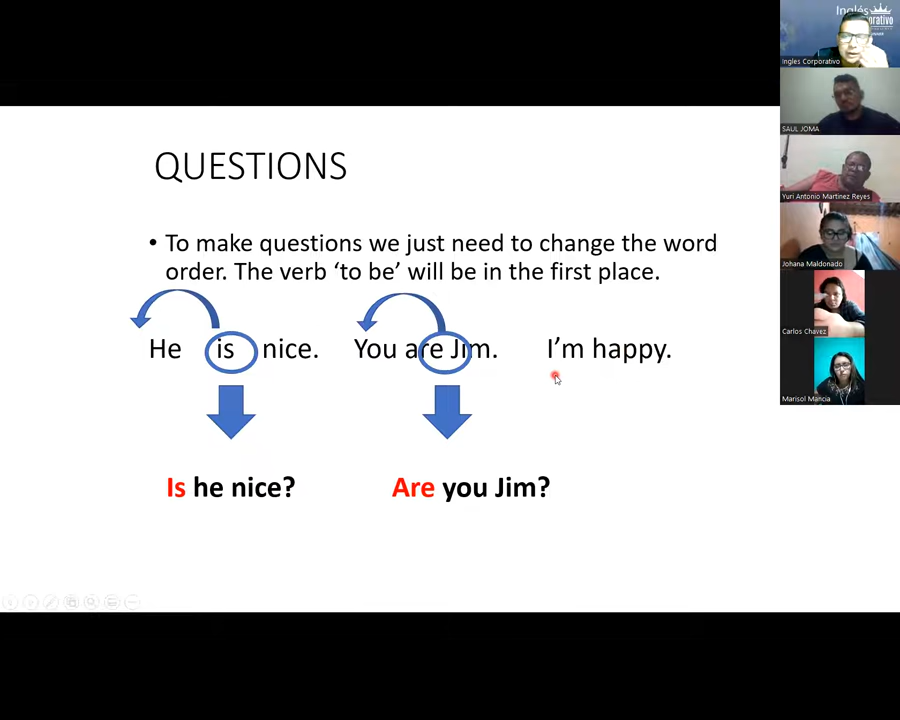 QUESTIONS
• To make questions we just need to change the word
order. The verb ‘to be’ will be in the first place.
He is nice. You are Jim. I’m happy.
Is he nice? Are you Jim?
Inglés
Ingles Corporativo
SAUL JOMA
Yuri Antonio Martinez Reyes
Johana Maldonado
Carlos Chavez
Marisol Mancia